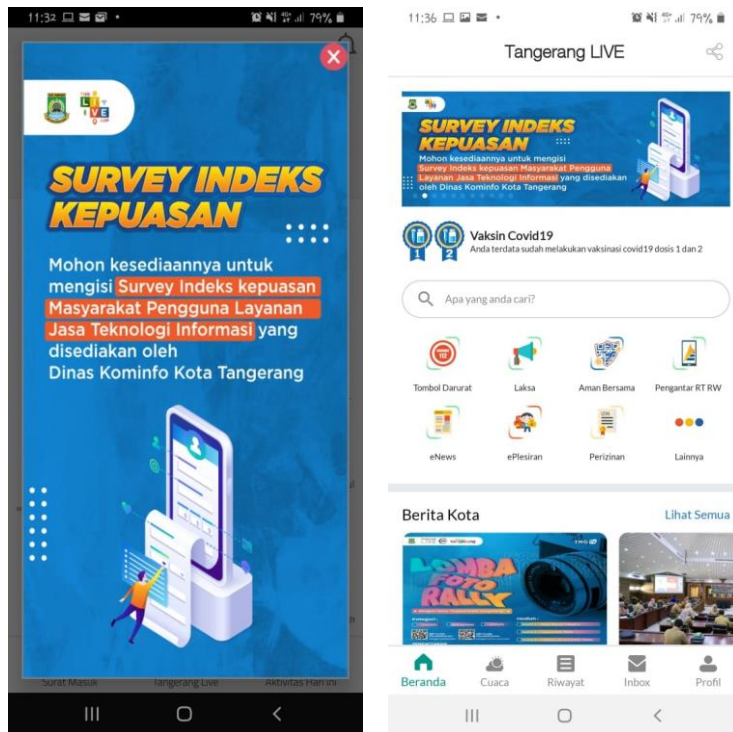 11:32
79%
LIVE
SURVEY INDEKS
KEPUASAN
Mohon kesediaannya untuk
mengisi Survey Indeks kepuasan
Masyarakat Pengguna Layanan
Jasa Teknologi Informasi yang
disediakan oleh
Dinas Kominfo Kota Tangerang
Surat Masuk
Tangerang Live
Aktivitas Hari Ini
11:36
79%
Tangerang LIVE
SURVEY INDEKS
KEPUASAN
Mohon kesediaannya untuk mengisi
Survey Indeks kepuasan Masyarakat Pengguna
Layanan Jasa Teknologi Informasi yang disediakan
oleh Dinas Kominfo Kota Tangerang
1
2
Vaksin Covid19
Anda terdata sudah melakukan vaksinasi covid19 dosis 1 dan 2
Apa yang anda cari?
Tombol Darurat
Laksa
Aman Bersama
Pengantar RT RW
eNews
ePlesiran
Perizinan
Lainnya
Berita Kota
Lihat Semua
LOMBA
FOTO
RALLY
Beranda
Cuaca
Riwayat
Inbox
Profil